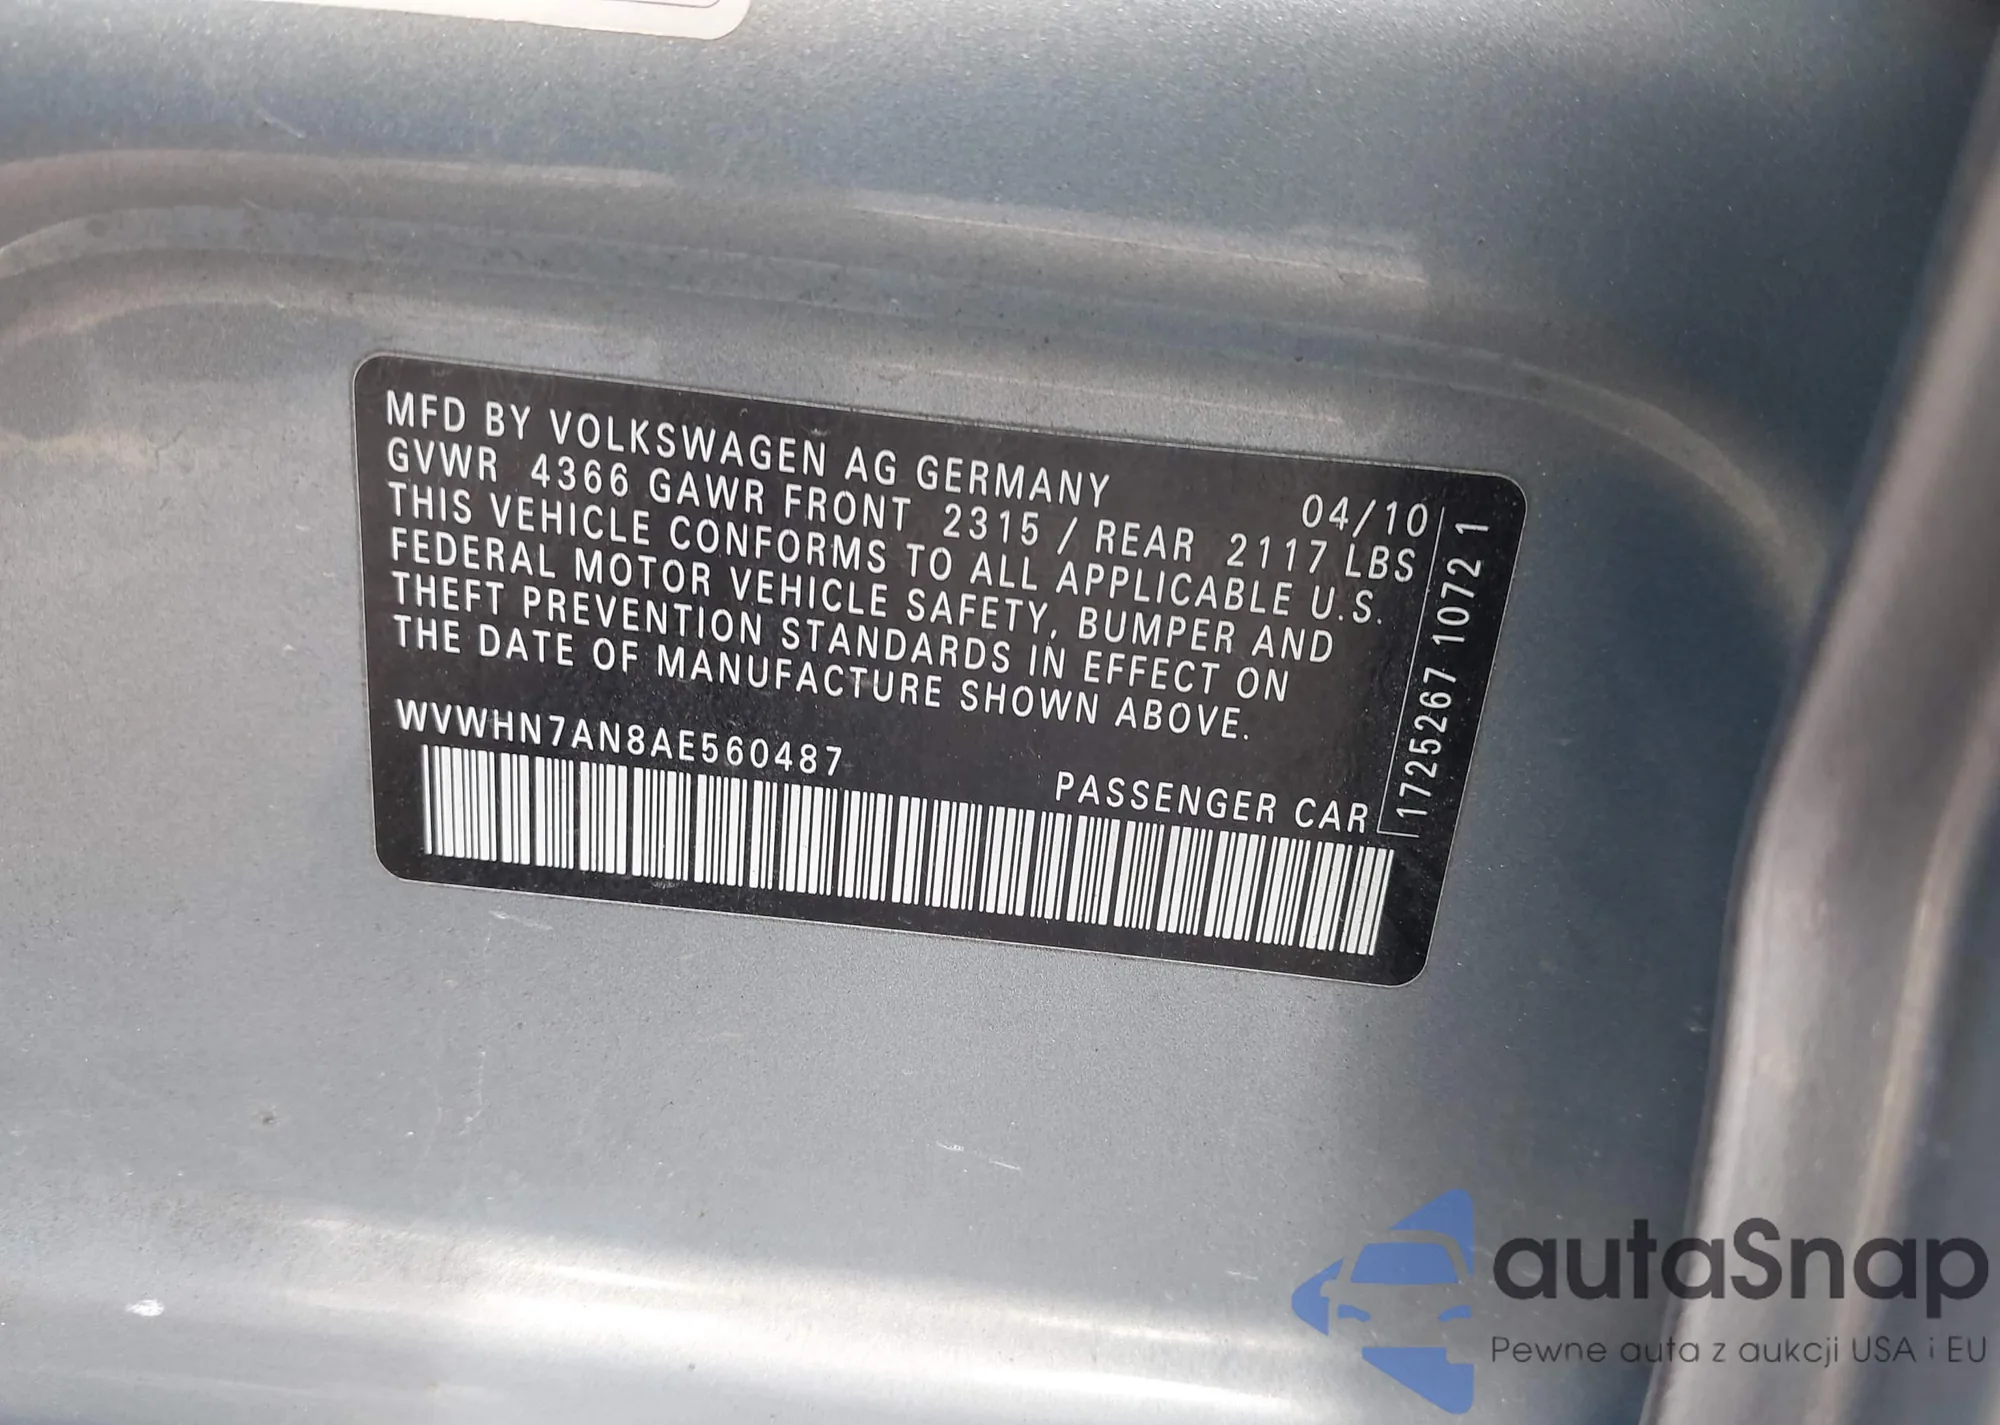 MFD BY VOLKSWAGEN AG GERMANY 04/10
GVWR 4366 GAWR FRONT 2315 / REAR 2117 LBS
THIS VEHICLE CONFORMS TO ALL APPLICABLE U.S.
FEDERAL MOTOR VEHICLE SAFETY, BUMPER AND
THEFT PREVENTION STANDARDS IN EFFECT ON
THE DATE OF MANUFACTURE SHOWN ABOVE.
WVWHN7AN8AE560487
PASSENGER CAR
1725267 1072 1
autaSnap
Pewne auta z aukcji USA i EU